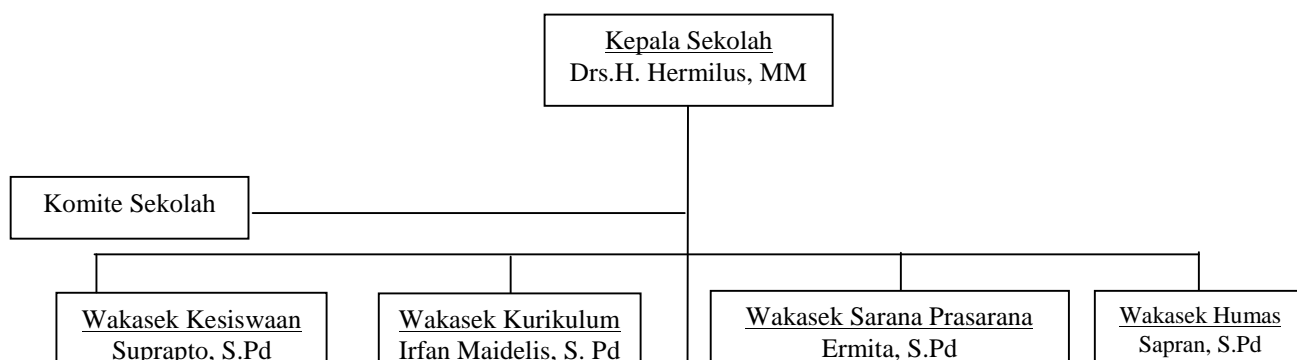 Kepala Sekolah
Drs.H. Hermilus, MM
Komite Sekolah
Wakasek Kesiswaan
Suprapto, S.Pd
Wakasek Kurikulum
Irfan Maidelis, S. Pd
Wakasek Sarana Prasarana
Ermita, S.Pd
Wakasek Humas
Sapran, S.Pd